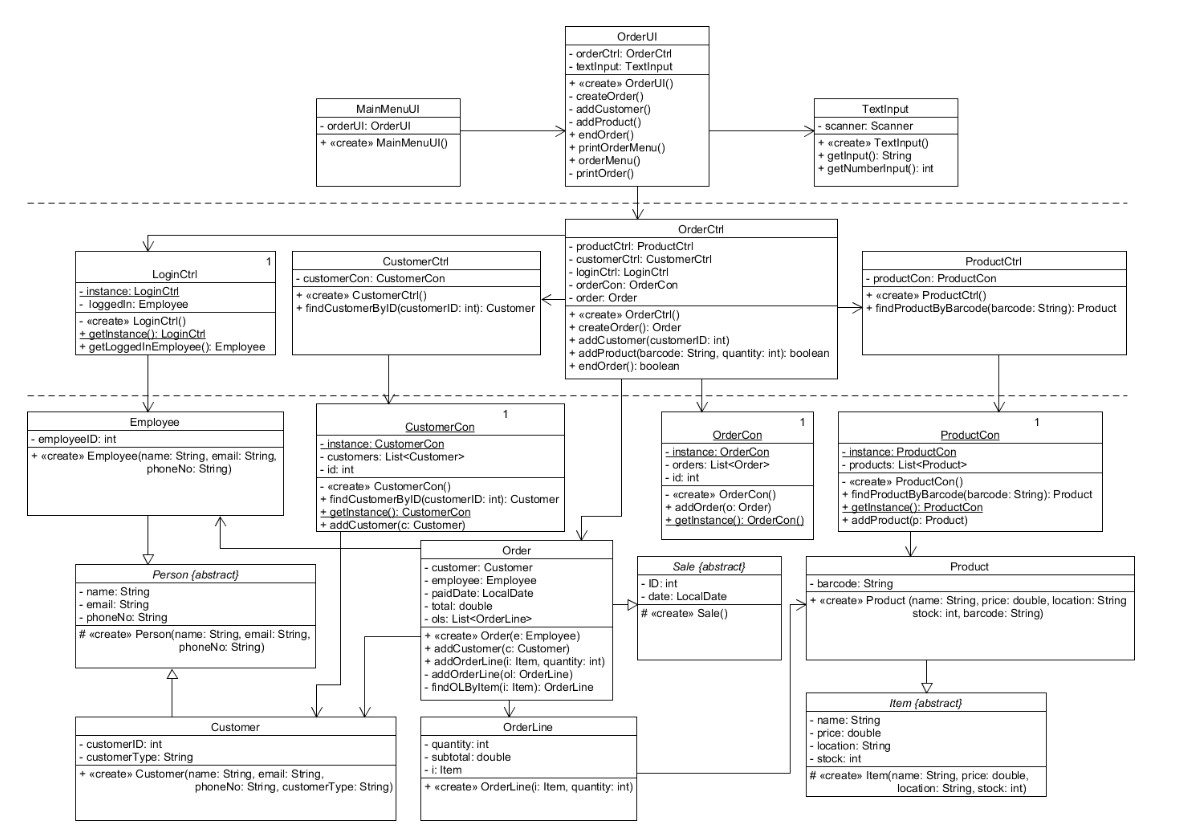 OrderUI
- orderCtrl: OrderCtrl
- textInput: TextInput
+ «create» OrderUI()
- createOrder()
- addCustomer()
- addProduct()
+ endOrder()
+ printOrderMenu()
+ orderMenu()
- printOrder()
MainMenuUI
- orderUI: OrderUI
+ «create» MainMenuUI()
TextInput
- scanner: Scanner
+ «create» TextInput()
+ getInput(): String
+ getNumberInput(): int
OrderCtrl
- productCtrl: ProductCtrl
- customerCtrl: CustomerCtrl
- loginCtrl: LoginCtrl
- orderCon: OrderCon
- order: Order
+ «create» OrderCtrl()
+ createOrder(): Order
+ addCustomer(customerID: int)
+ addProduct(barcode: String, quantity: int): boolean
+ endOrder(): boolean
1
LoginCtrl
- instance: LoginCtrl
- loggedIn: Employee
- «create» LoginCtrl()
+ getInstance(): LoginCtrl
+ getLoggedInEmployee(): Employee
CustomerCtrl
- customerCon: CustomerCon
+ «create» CustomerCtrl()
+ findCustomerByID(customerID: int): Customer
ProductCtrl
- productCon: ProductCon
+ «create» ProductCtrl()
+ findProductByBarcode(barcode: String): Product
Employee
- employeeID: int
+ «create» Employee(name: String, email: String,
phoneNo: String)
1
CustomerCon
- instance: CustomerCon
- customers: List<Customer>
- id: int
- «create» CustomerCon()
+ findCustomerByID(customerID: int): Customer
+ getInstance(): CustomerCon
+ addCustomer(c: Customer)
1
OrderCon
- instance: OrderCon
- orders: List<Order>
- id: int
- «create» OrderCon()
+ addOrder(o: Order)
+ getInstance(): OrderCon()
1
ProductCon
- instance: ProductCon
- products: List<Product>
- «create» ProductCon()
+ findProductByBarcode(barcode: String): Product
+ getInstance(): ProductCon
+ addProduct(p: Product)
Person {abstract}
- name: String
- email: String
- phoneNo: String
# «create» Person(name: String, email: String,
phoneNo: String)
Order
- customer: Customer
- employee: Employee
- paidDate: LocalDate
- total: double
- ols: List<OrderLine>
+ «create» Order(e: Employee)
+ addCustomer(c: Customer)
+ addOrderLine(i: Item, quantity: int)
- addOrderLine(ol: OrderLine)
- findOLByItem(i: Item): OrderLine
Sale {abstract}
- ID: int
- date: LocalDate
# «create» Sale()
Product
- barcode: String
+ «create» Product (name: String, price: double, location: String
stock: int, barcode: String)
Customer
- customerID: int
- customerType: String
+ «create» Customer(name: String, email: String,
phoneNo: String, customerType: String)
OrderLine
- quantity: int
- subtotal: double
- i: Item
+ «create» OrderLine(i: Item, quantity: int)
Item {abstract}
- name: String
- price: double
- location: String
- stock: int
# «create» Item(name: String, price: double,
location: String, stock: int)